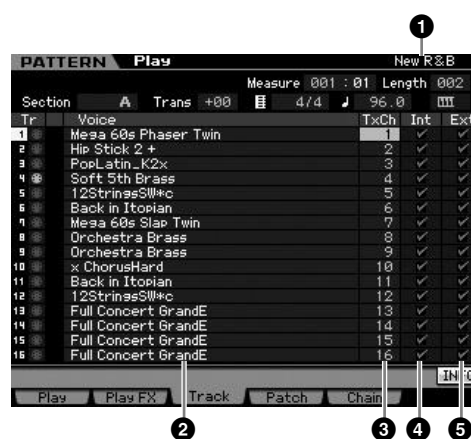 1
PATTERN Play New R&B
Measure 001 : 01 Length 002
Section A Trans +00 4/4 ♩ 96.0
Tr Voice TxCh Int Ext
1 Mega 60s Phaser Twin 1 ✓ ✓
2 Hip Stick 2 + 2 ✓ ✓
3 PopLatin_K2x 3 ✓ ✓
4 Soft 5th Brass 4 ✓ ✓
5 12StringsSW*c 5 ✓ ✓
6 Back in Itopian 6 ✓ ✓
7 Mega 60s Slap Twin 7 ✓ ✓
8 Orchestra Brass 8 ✓ ✓
9 Orchestra Brass 9 ✓ ✓
10 x ChorusHard 10 ✓ ✓
11 Back in Itopian 11 ✓ ✓
12 12StringsSW*c 12 ✓ ✓
13 Full Concert GrandE 13 ✓ ✓
14 Full Concert GrandE 14 ✓ ✓
15 Full Concert GrandE 15 ✓ ✓
16 Full Concert GrandE 16 ✓ ✓
INFO
Play Play FX Track Patch Chain
2 3 4 5